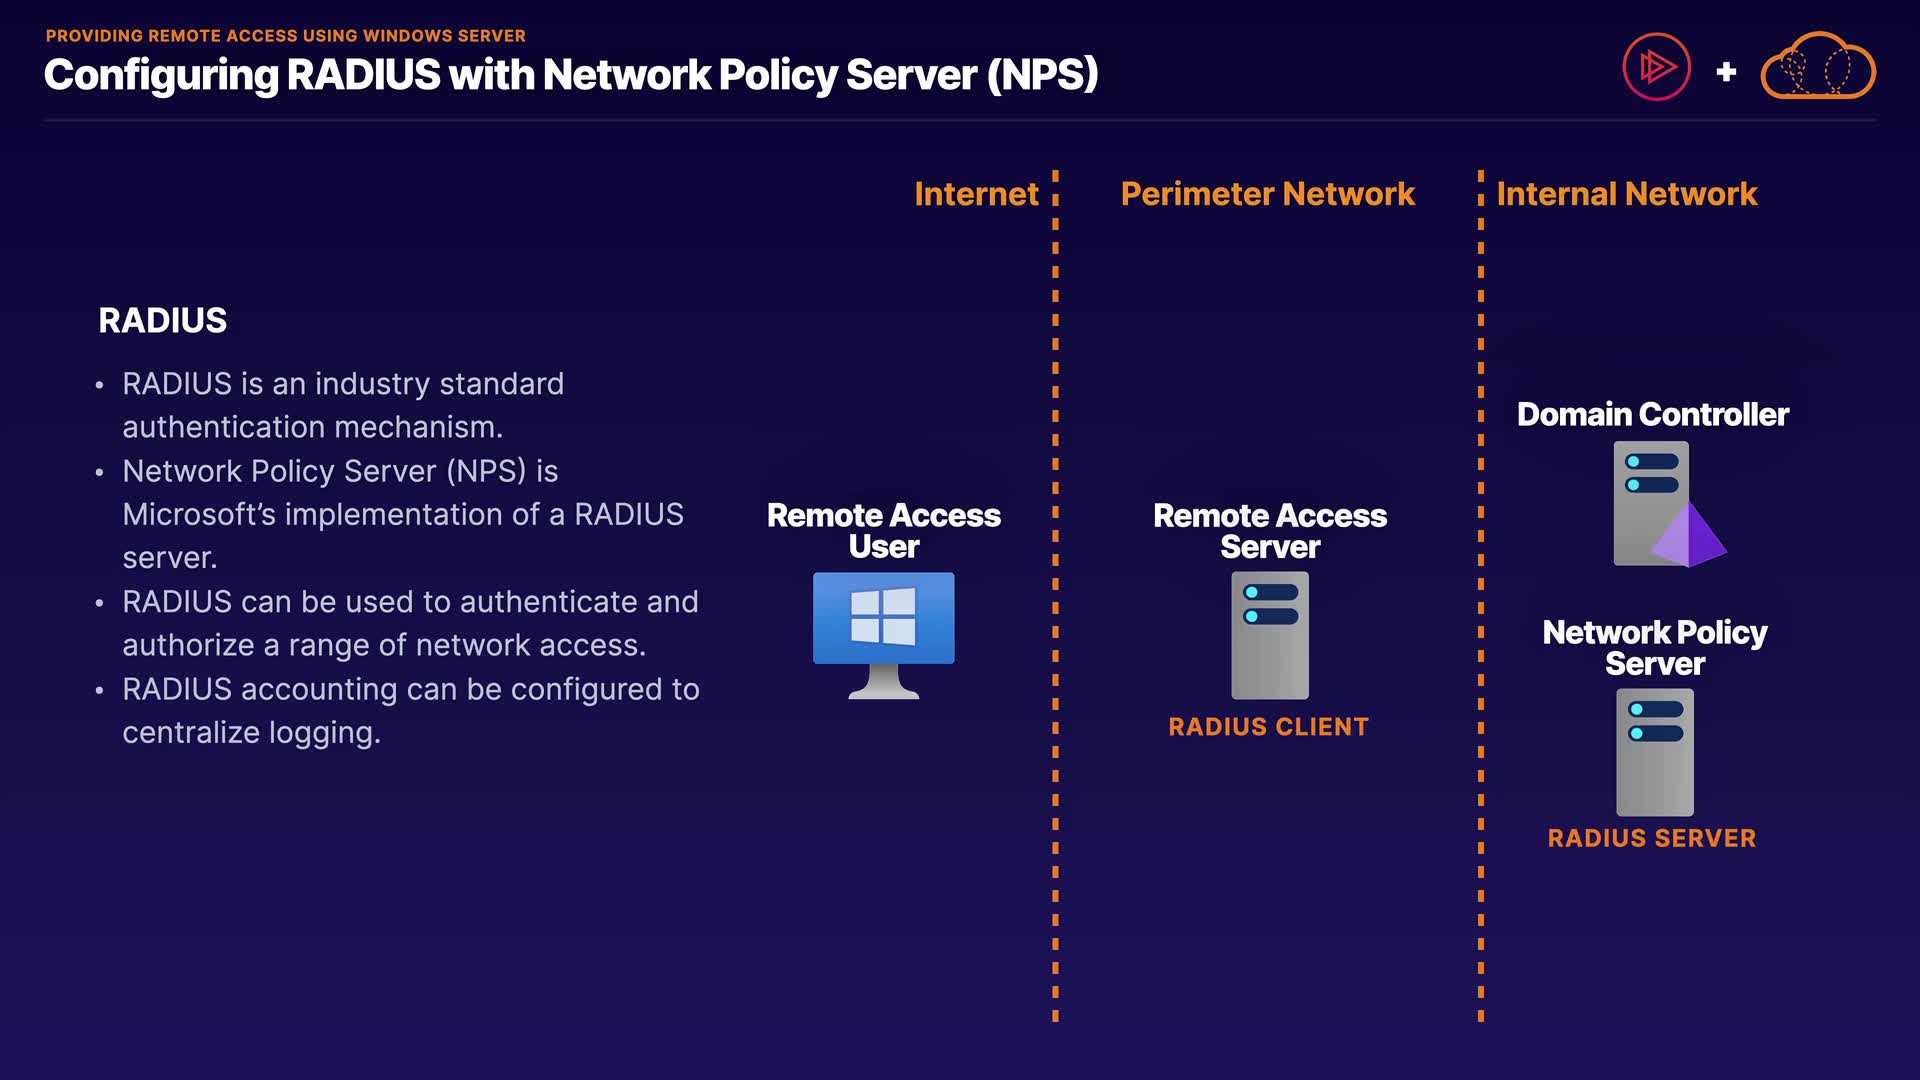 PROVIDING REMOTE ACCESS USING WINDOWS SERVER
Configuring RADIUS with Network Policy Server (NPS)
+
RADIUS
• RADIUS is an industry standard
authentication mechanism.
• Network Policy Server (NPS) is
Microsoft’s implementation of a RADIUS
server.
• RADIUS can be used to authenticate and
authorize a range of network access.
• RADIUS accounting can be configured to
centralize logging.
Internet
Remote Access
User
Perimeter Network
Remote Access
Server
RADIUS CLIENT
Internal Network
Domain Controller
Network Policy
Server
RADIUS SERVER